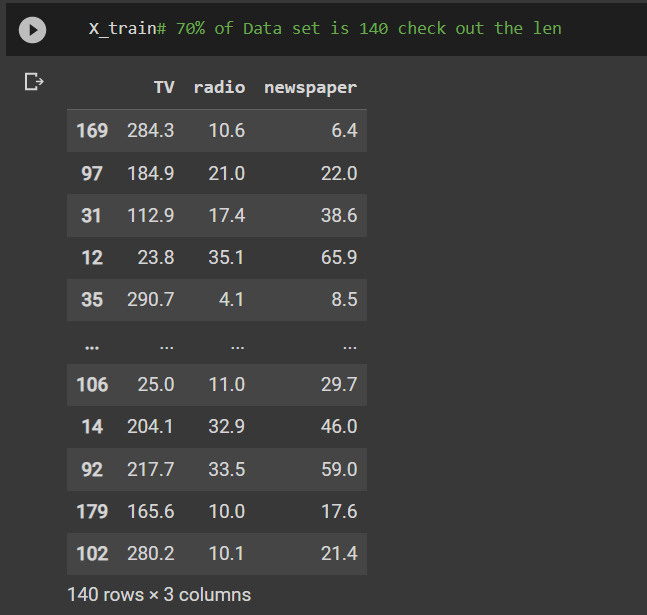 X_train# 70% of Data set is 140 check out the len
TV radio newspaper
169 284.3 10.6 6.4
97 184.9 21.0 22.0
31 112.9 17.4 38.6
12 23.8 35.1 65.9
35 290.7 4.1 8.5
... ... ... ...
106 25.0 11.0 29.7
14 204.1 32.9 46.0
92 217.7 33.5 59.0
179 165.6 10.0 17.6
102 280.2 10.1 21.4
140 rows × 3 columns